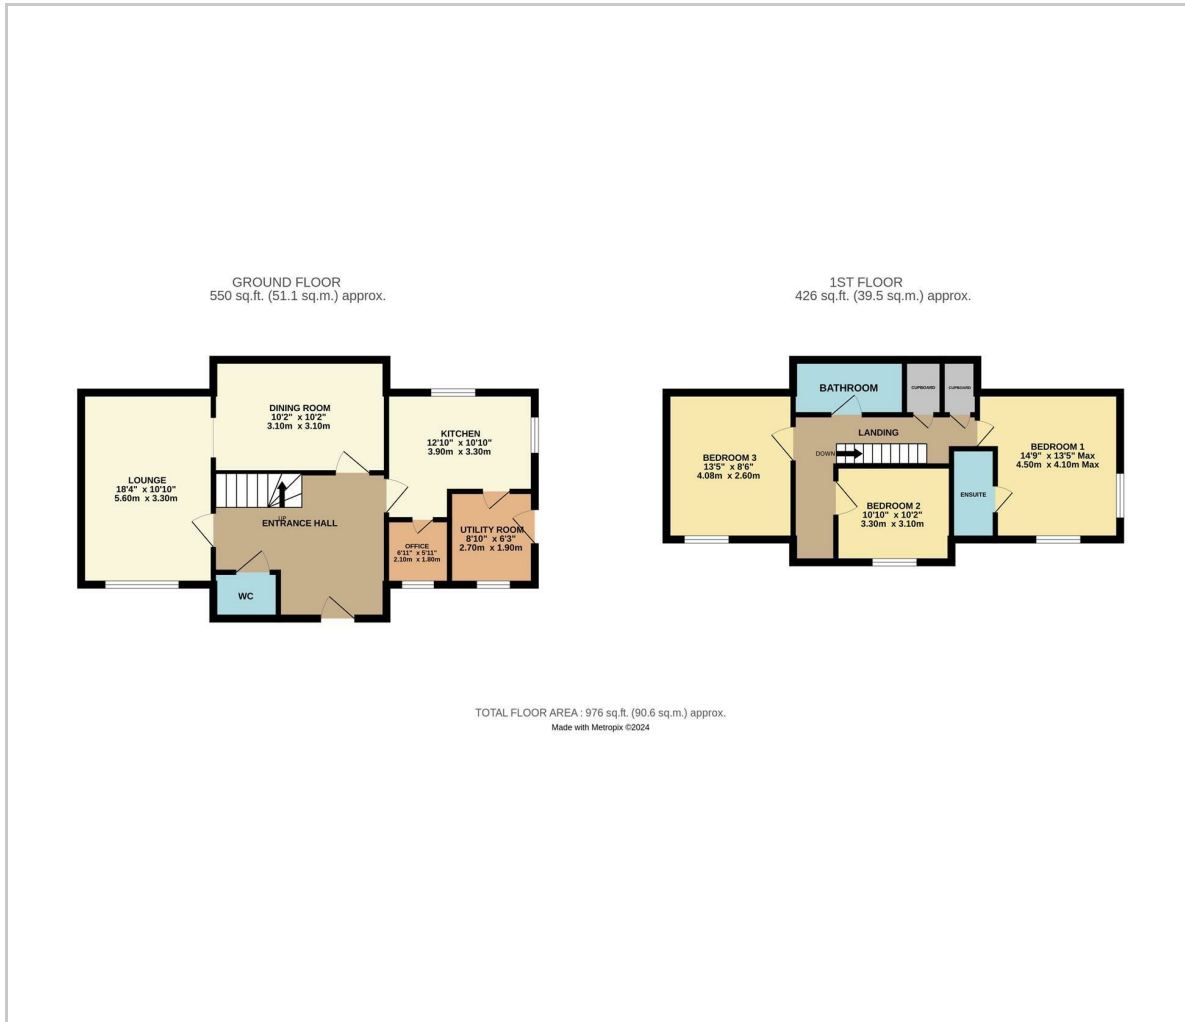 GROUND FLOOR
550 sq.ft. (51.1 sq.m.) approx.
DINING ROOM
10'2" x 10'2"
3.10m x 3.10m
KITCHEN
12'10" x 10'10"
3.90m x 3.30m
LOUNGE
18'4" x 10'10"
5.60m x 3.30m
UP
ENTRANCE HALL
OFFICE
6'11" x 5'11"
2.10m x 1.80m
UTILITY ROOM
8'10" x 6'3"
2.70m x 1.90m
WC
1ST FLOOR
426 sq.ft. (39.5 sq.m.) approx.
BATHROOM
CUPBOARD
CUPBOARD
LANDING
DOWN
BEDROOM 3
13'5" x 8'6"
4.08m x 2.60m
BEDROOM 1
14'9" x 13'5" Max
4.50m x 4.10m Max
ENSUITE
BEDROOM 2
10'10" x 10'2"
3.30m x 3.10m
TOTAL FLOOR AREA : 976 sq.ft. (90.6 sq.m.) approx.
Made with Metropix ©2024